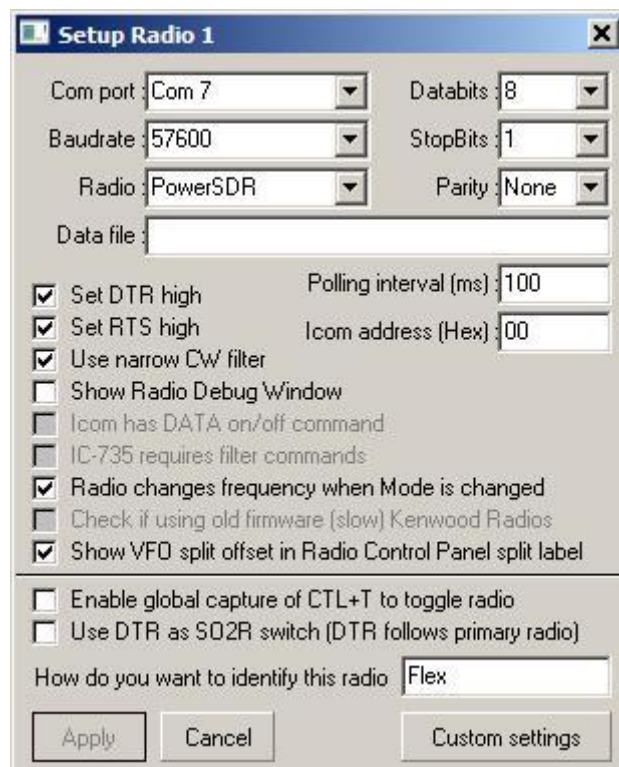 Setup Radio 1
Com port : Com 7 Databits : 8
Baudrate : 57600 StopBits : 1
Radio : PowerSDR Parity : None
Data file :
Set DTR high Polling interval (ms) : 100
Set RTS high Icom address (Hex) : 00
Use narrow CW filter
Show Radio Debug Window
Icom has DATA on/off command
IC-735 requires filter commands
Radio changes frequency when Mode is changed
Check if using old firmware (slow) Kenwood Radios
Show VFO split offset in Radio Control Panel split label
Enable global capture of CTL+T to toggle radio
Use DTR as SO2R switch (DTR follows primary radio)
How do you want to identify this radio Flex
Apply Cancel Custom settings